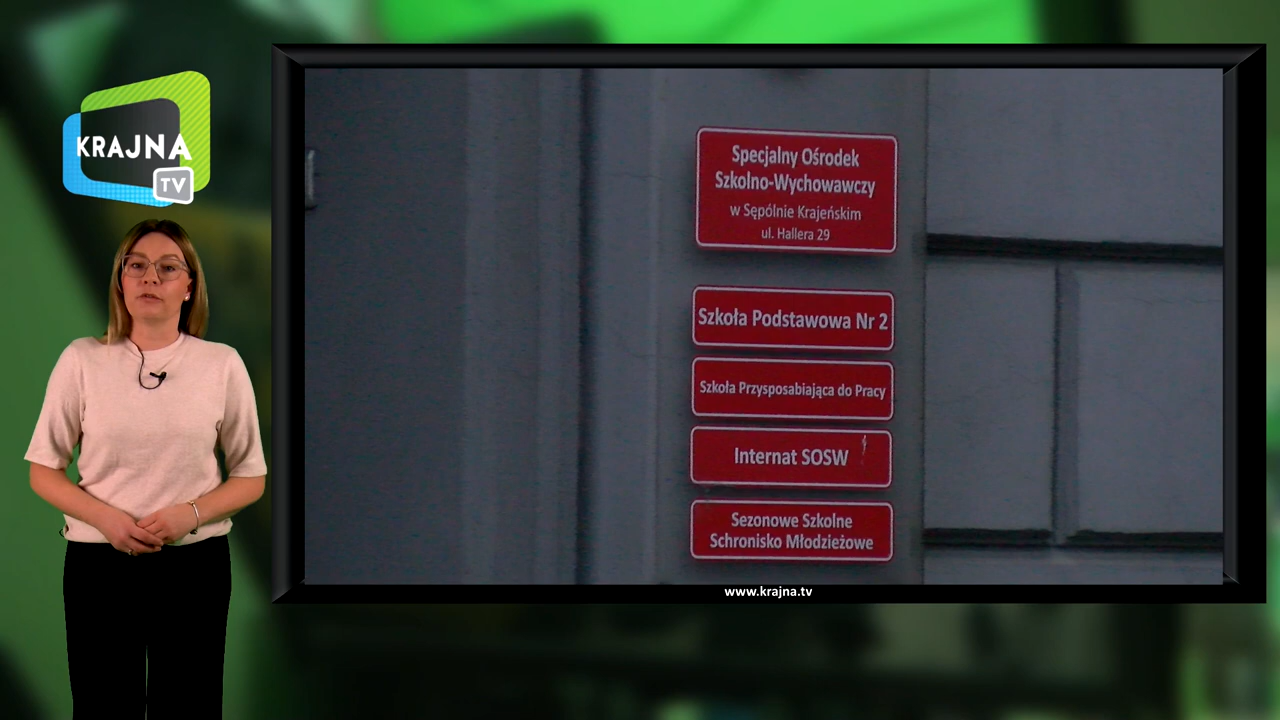 KRAJNA
TV
Specjalny Ośrodek
Szkolno-Wychowawczy
w Sępólnie Krajeńskim
ul. Hallera 29
Szkoła Podstawowa Nr 2
Szkoła Przysposabiająca do Pracy
Internat SOSW
Sezonowe Szkolne
Schronisko Młodzieżowe
www.krajna.tv